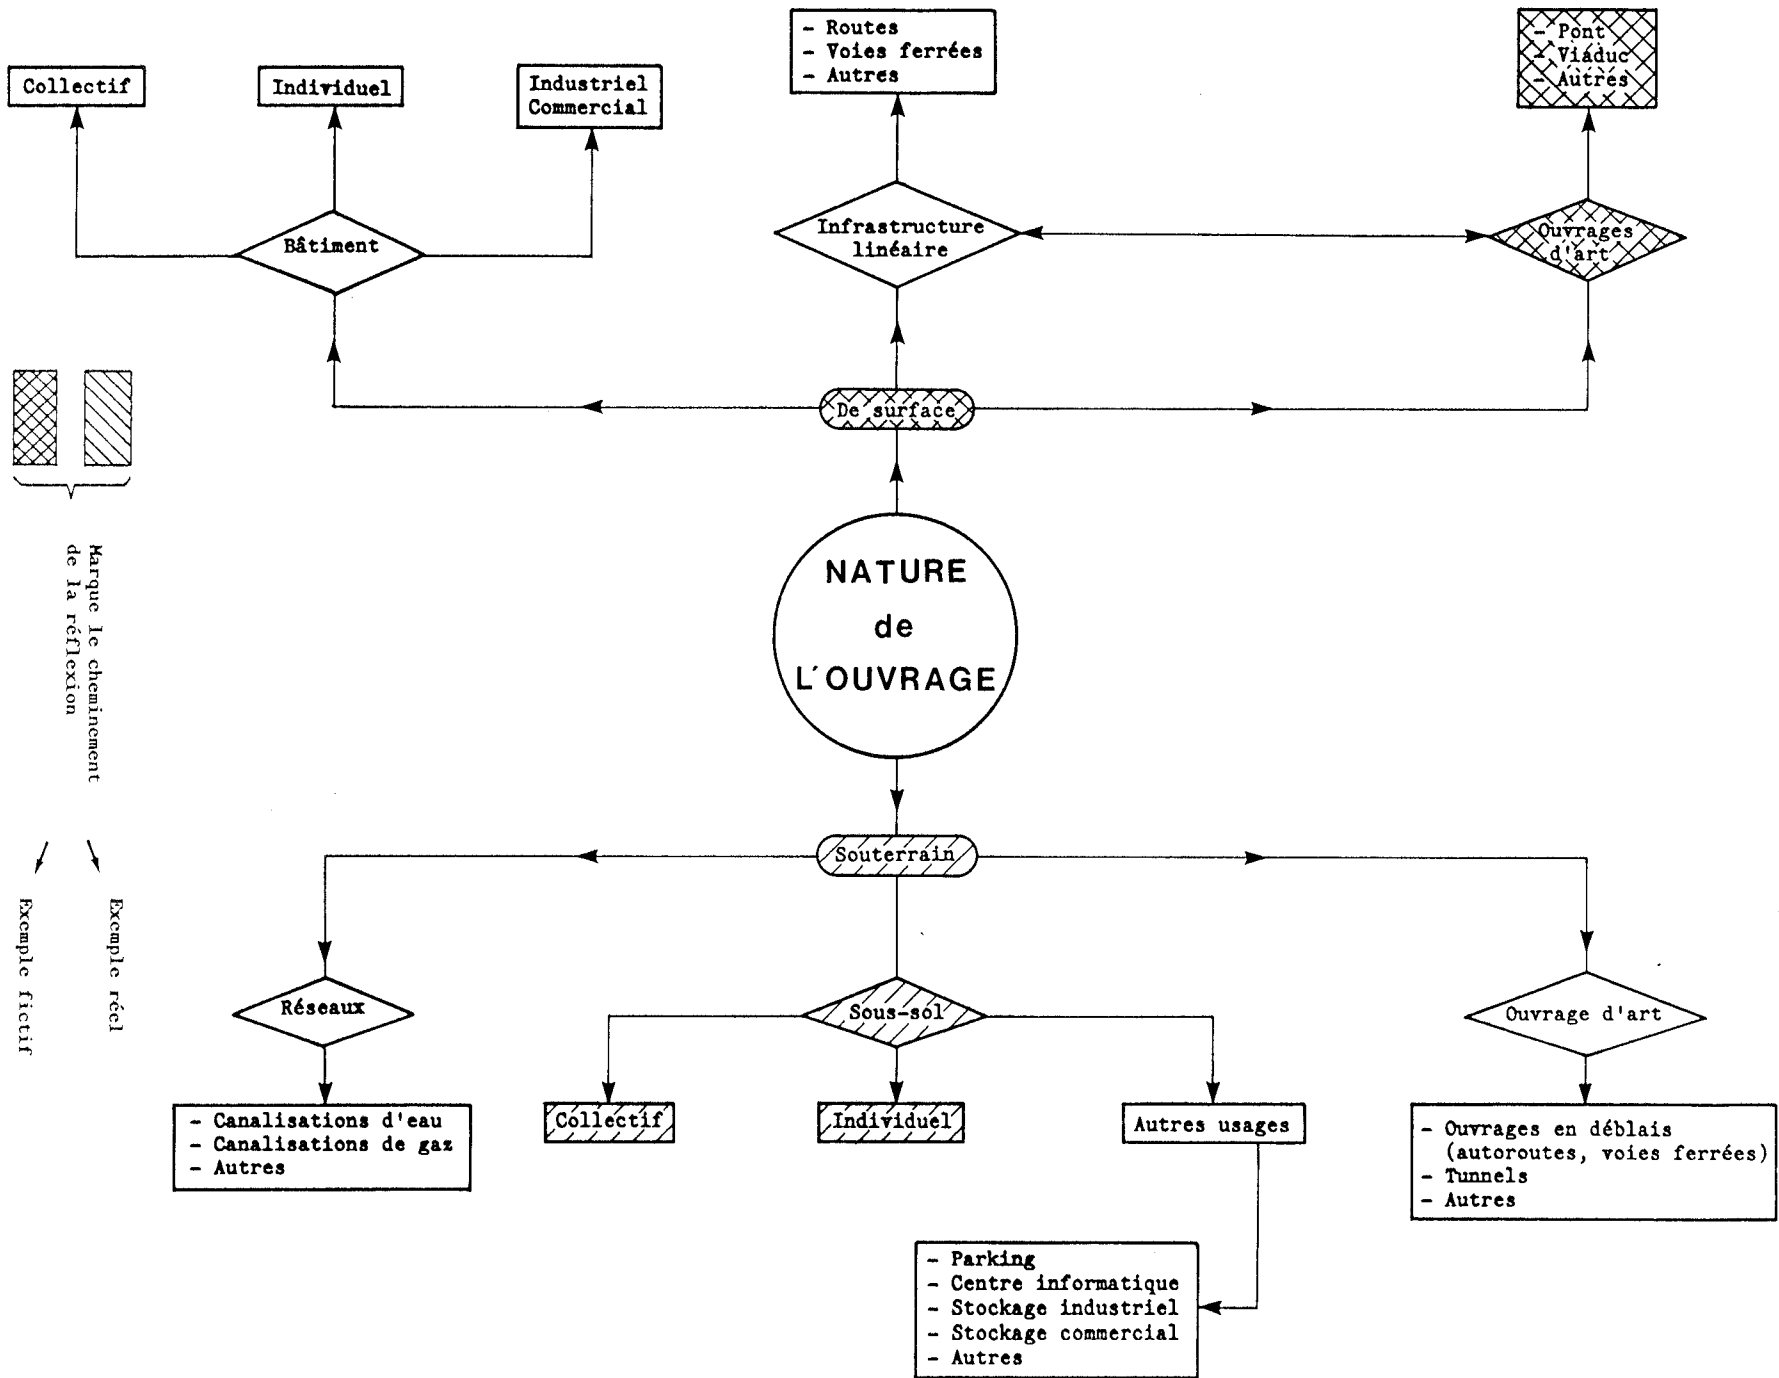 - Routes
- Voies ferrées
- Autres
- Pont
- Viaduc
- Autres
Collectif
Individuel
Industriel
Commercial
Bâtiment
Infrastructure
linéaire
Ouvrages
d'art
De surface
Marque le cheminement
de la réflexion
Exemple fictif
Exemple réel
NATURE
de
L'OUVRAGE
Souterrain
Réseaux
Sous-sol
Ouvrage d'art
- Canalisations d'eau
- Canalisations de gaz
- Autres
Collectif
Individuel
Autres usages
- Ouvrages en déblais
(autoroutes, voies ferrées)
- Tunnels
- Autres
- Parking
- Centre informatique
- Stockage industriel
- Stockage commercial
- Autres